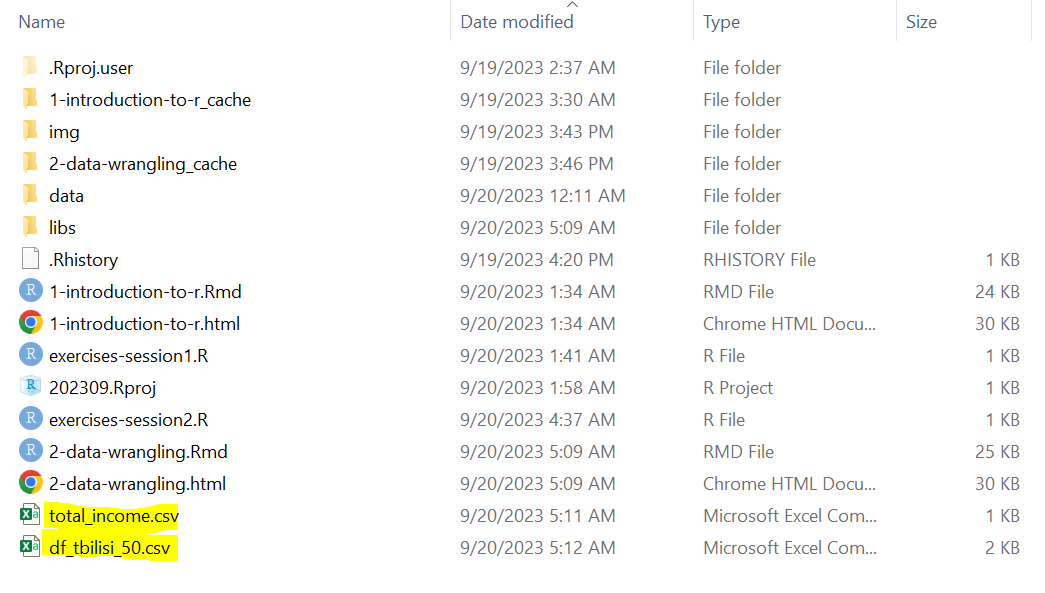 Name Date modified Type Size
.Rproj.user 9/19/2023 2:37 AM File folder
1-introduction-to-r_cache 9/19/2023 3:30 AM File folder
img 9/19/2023 3:43 PM File folder
2-data-wrangling_cache 9/19/2023 3:46 PM File folder
data 9/20/2023 12:11 AM File folder
libs 9/20/2023 5:09 AM File folder
.Rhistory 9/19/2023 4:20 PM RHISTORY File 1 KB
1-introduction-to-r.Rmd 9/20/2023 1:34 AM RMD File 24 KB
1-introduction-to-r.html 9/20/2023 1:34 AM Chrome HTML Docu... 30 KB
exercises-session1.R 9/20/2023 1:41 AM R File 1 KB
202309.Rproj 9/20/2023 1:58 AM R Project 1 KB
exercises-session2.R 9/20/2023 4:37 AM R File 1 KB
2-data-wrangling.Rmd 9/20/2023 5:09 AM RMD File 25 KB
2-data-wrangling.html 9/20/2023 5:09 AM Chrome HTML Docu... 30 KB
total_income.csv 9/20/2023 5:11 AM Microsoft Excel Com... 1 KB
df_tbilisi_50.csv 9/20/2023 5:12 AM Microsoft Excel Com... 2 KB